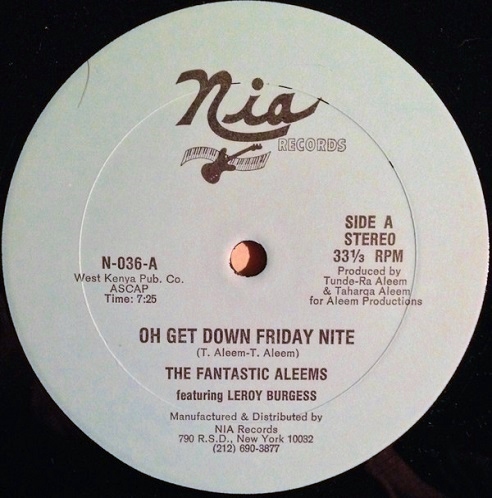 Nia
RECORDS
SIDE A
STEREO
33⅓ RPM
Produced by
Tunde-Ra Aleem
& Taharqa Aleem
for Aleem Productions
N-036-A
West Kenya Pub. Co.
ASCAP
Time: 7:25
OH GET DOWN FRIDAY NITE
(T. Aleem-T. Aleem)
THE FANTASTIC ALEEMS
featuring LEROY BURGESS
Manufactured & Distributed by
NIA Records
790 R.S.D., New York 10032
(212) 690-3877